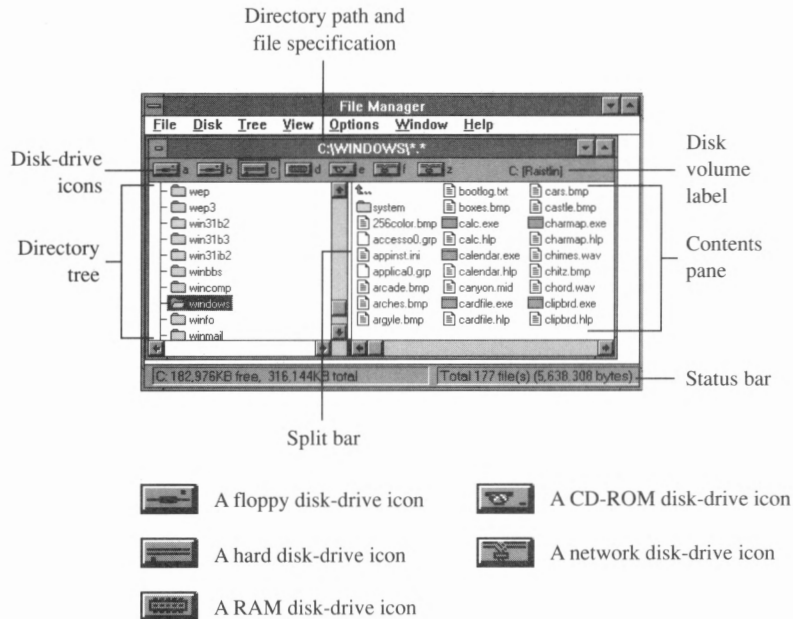 Directory path and
file specification
File Manager
File Disk Tree View Options Window Help
C:\WINDOWS\*.*
Disk-drive
icons
a b c d e f z C: [Raistlin]
Disk
volume
label
Directory
tree
wep
wep3
win31b2
win31b3
win31ib2
winbbs
wincomp
windows
winfo
winmail
system
256color.bmp
accesso0.grp
appinst.ini
applica0.grp
arcade.bmp
arches.bmp
argyle.bmp
bootlog.txt
boxes.bmp
calc.exe
calc.hlp
calendar.exe
calendar.hlp
canyon.mid
cardfile.exe
cardfile.hlp
cars.bmp
castle.bmp
charmap.exe
charmap.hlp
chimes.wav
chitz.bmp
chord.wav
clipbrd.exe
clipbrd.hlp
Contents
pane
C: 182,976KB free, 316,144KB total
Total 177 file(s) (5,638,308 bytes)
Status bar
Split bar
A floppy disk-drive icon
A CD-ROM disk-drive icon
A hard disk-drive icon
A network disk-drive icon
A RAM disk-drive icon